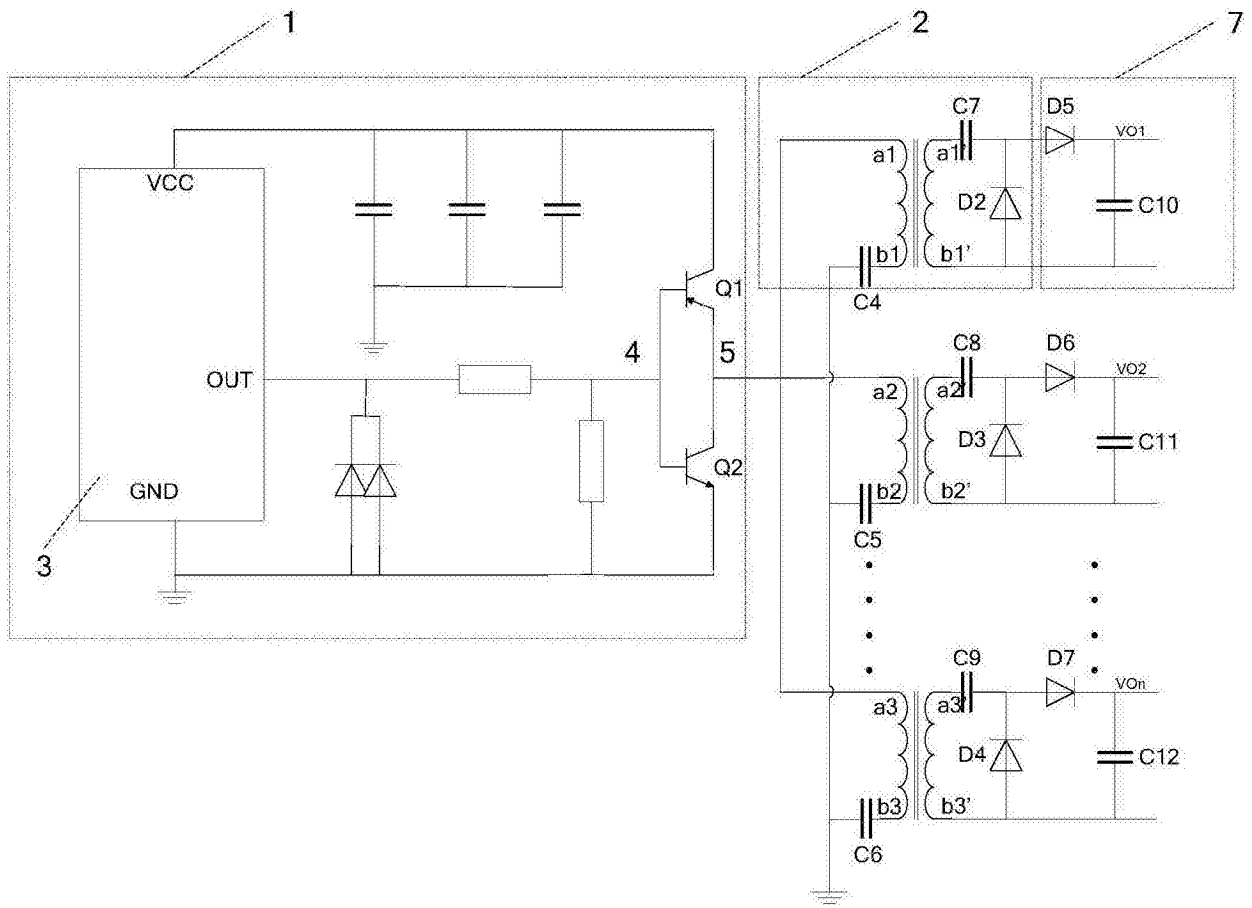 1
2
7
C7
D5
VO1
VCC
a1
a1'
D2
C10
b1
b1'
Q1
C4
4
5
C8
D6
VO2
OUT
a2
a2'
D3
C11
Q2
GND
b2
b2'
C5
3
C9
D7
VOn
a3
a3'
D4
C12
b3
b3'
C6